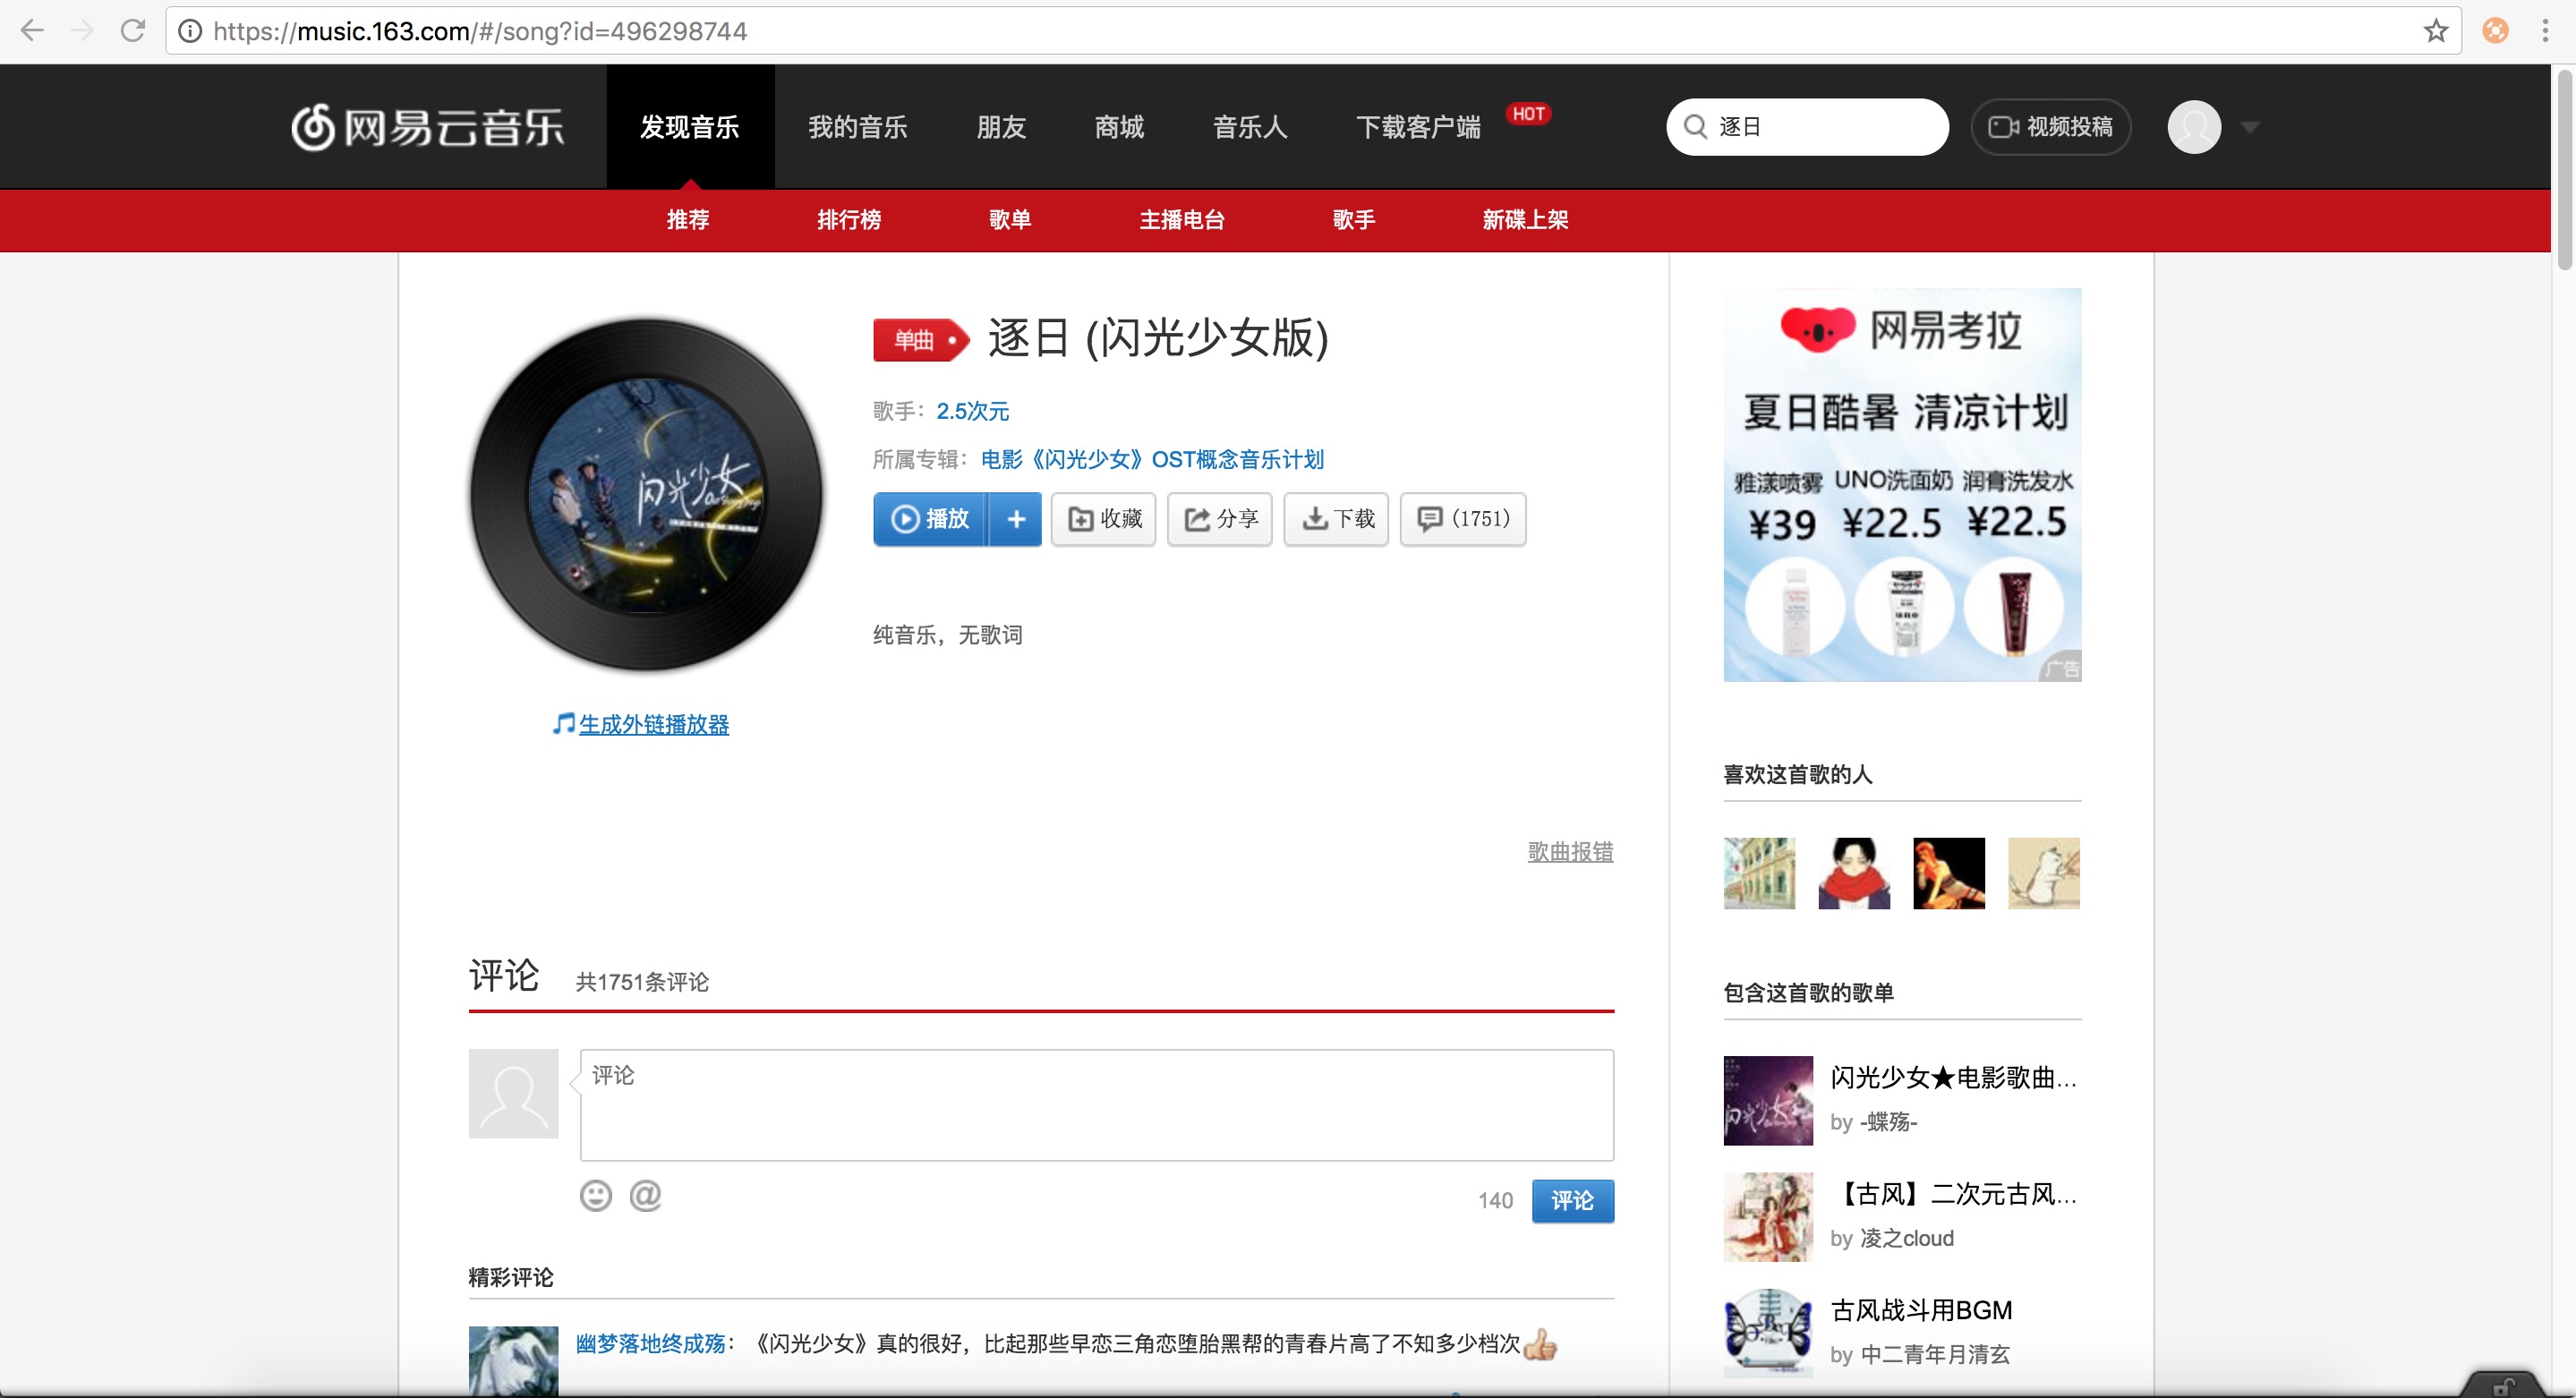 https://music.163.com/#/song?id=496298744
网易云音乐
发现音乐
我的音乐
朋友
商城
音乐人
下载客户端
HOT
逐日
视频投稿
推荐
排行榜
歌单
主播电台
歌手
新碟上架
单曲
逐日 (闪光少女版)
歌手：2.5次元
所属专辑：电影《闪光少女》OST概念音乐计划
播放
+
收藏
分享
下载
(1751)
纯音乐，无歌词
闪光少女
生成外链播放器
歌曲报错
评论
共1751条评论
评论
140
评论
精彩评论
幽梦落地终成殇：《闪光少女》真的很好，比起那些早恋三角恋堕胎黑帮的青春片高了不知多少档次
网易考拉
夏日酷暑 清凉计划
雅漾喷雾 UNO洗面奶 润膏洗发水
¥39 ¥22.5 ¥22.5
广告
喜欢这首歌的人
包含这首歌的歌单
闪光少女
闪光少女★电影歌曲...
by -蝶殇-
【古风】二次元古风...
by 凌之cloud
古风战斗用BGM
by 中二青年月清玄